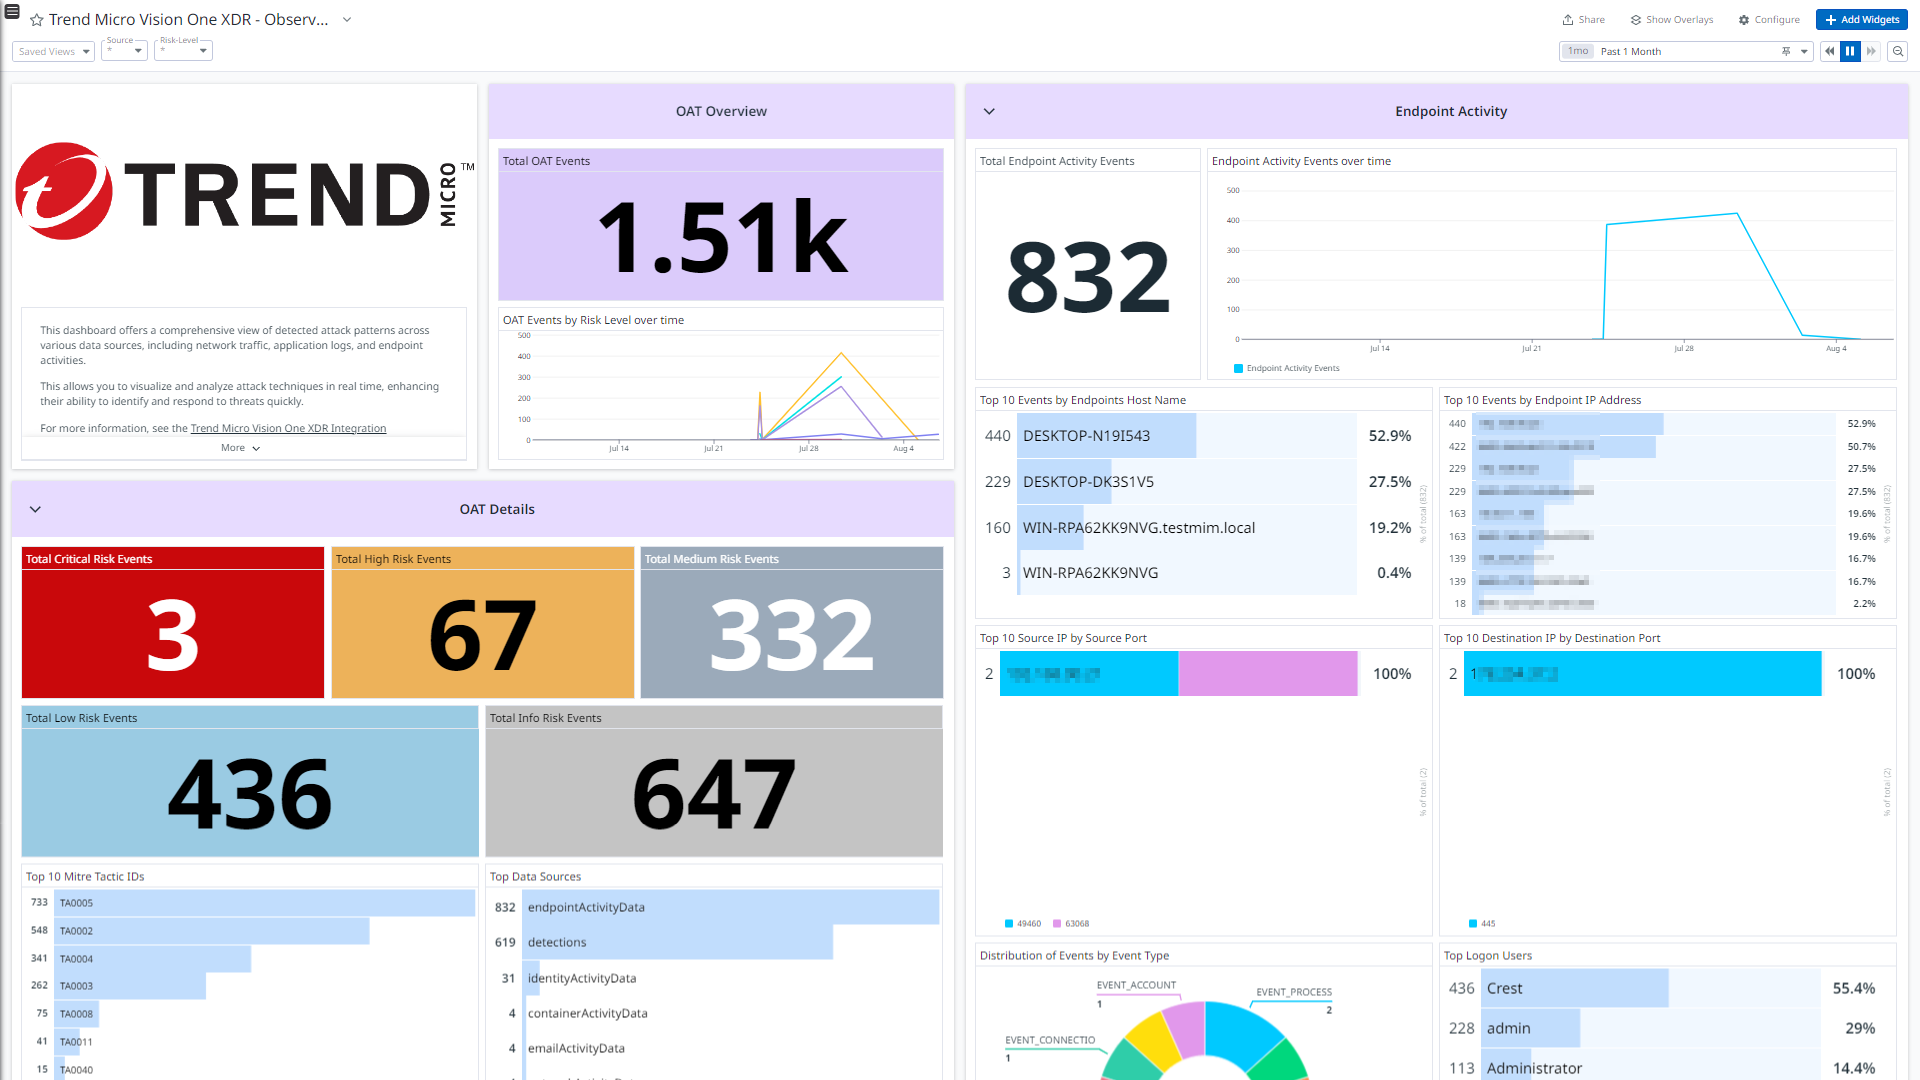 Trend Micro Vision One XDR - Observ...
Share
Show Overlays
Configure
Add Widgets
Saved Views
Source
*
Risk-Level
*
1mo
Past 1 Month
TREND MICRO™
This dashboard offers a comprehensive view of detected attack patterns across
various data sources, including network traffic, application logs, and endpoint
activities.
This allows you to visualize and analyze attack techniques in real time, enhancing
their ability to identify and respond to threats quickly.
For more information, see the Trend Micro Vision One XDR Integration
More
OAT Overview
Total OAT Events
1.51k
OAT Events by Risk Level over time
500
400
300
200
100
0
Jul 14
Jul 21
Jul 28
Aug 4
OAT Details
Total Critical Risk Events
3
Total High Risk Events
67
Total Medium Risk Events
332
Total Low Risk Events
436
Total Info Risk Events
647
Top 10 Mitre Tactic IDs
733 TA0005
548 TA0002
341 TA0004
262 TA0003
75 TA0008
41 TA0011
15 TA0040
Top Data Sources
832 endpointActivityData
619 detections
31 identityActivityData
4 containerActivityData
4 emailActivityData
Endpoint Activity
Total Endpoint Activity Events
832
Endpoint Activity Events over time
500
400
300
200
100
0
Jul 14
Jul 21
Jul 28
Aug 4
Endpoint Activity Events
Top 10 Events by Endpoints Host Name
440 DESKTOP-N19I543 52.9%
229 DESKTOP-DK3S1V5 27.5%
160 WIN-RPA62KK9NVG.testmim.local 19.2%
3 WIN-RPA62KK9NVG 0.4%
% of total (832)
Top 10 Events by Endpoint IP Address
440 52.9%
422 50.7%
229 27.5%
229 27.5%
163 19.6%
163 19.6%
139 16.7%
139 16.7%
18 2.2%
% of total (832)
Top 10 Source IP by Source Port
2 100%
% of total (2)
49460
63068
Top 10 Destination IP by Destination Port
2 100%
% of total (2)
445
Distribution of Events by Event Type
EVENT_ACCOUNT
1
EVENT_PROCESS
2
EVENT_CONNECTIO
1
Top Logon Users
436 Crest 55.4%
228 admin 29%
113 Administrator 14.4%